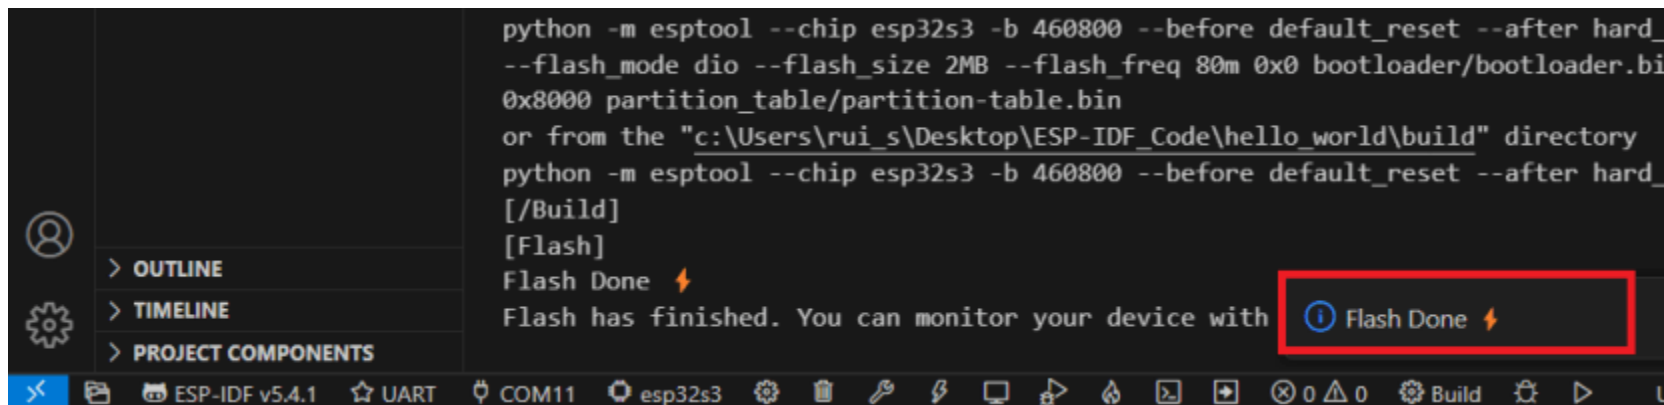 python -m esptool --chip esp32s3 -b 460800 --before default_reset --after hard_
--flash_mode dio --flash_size 2MB --flash_freq 80m 0x0 bootloader/bootloader.bi
0x8000 partition_table/partition-table.bin
or from the "c:\Users\rui_s\Desktop\ESP-IDF_Code\hello_world\build" directory
python -m esptool --chip esp32s3 -b 460800 --before default_reset --after hard_
[/Build]
[Flash]
Flash Done ⚡
Flash has finished. You can monitor your device with
Flash Done ⚡
OUTLINE
TIMELINE
PROJECT COMPONENTS
ESP-IDF v5.4.1 UART COM11 esp32s3 0 0 Build